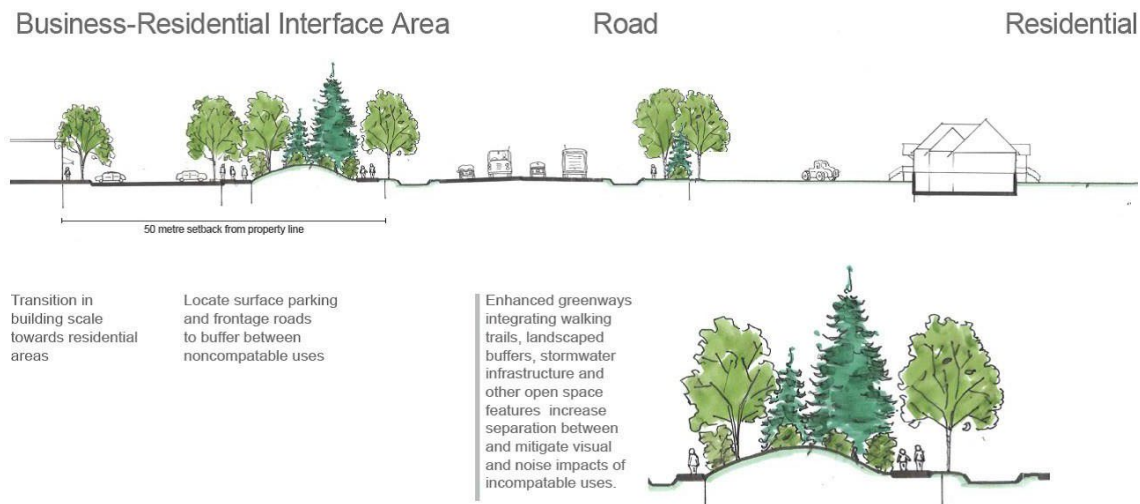 Business-Residential Interface Area
Road
Residential
50 metre setback from property line
Transition in
building scale
towards residential
areas
Locate surface parking
and frontage roads
to buffer between
noncompatable uses
Enhanced greenways
integrating walking
trails, landscaped
buffers, stormwater
infrastructure and
other open space
features increase
separation between
and mitigate visual
and noise impacts of
incompatable uses.